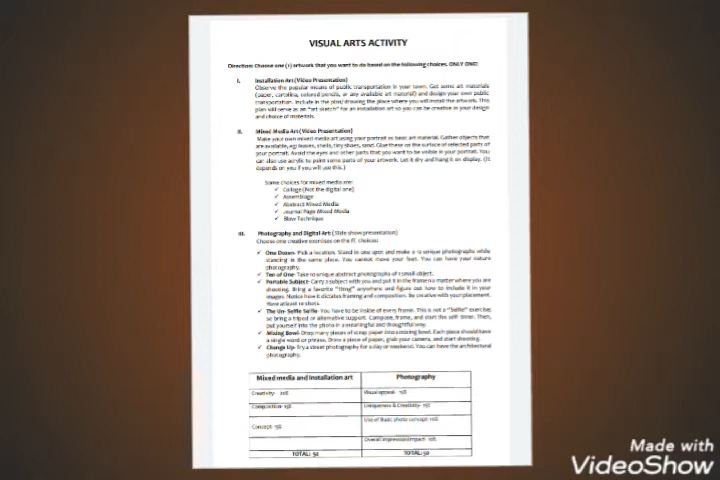 VISUAL ARTS ACTIVITY
Direction: Choose one (1) artwork that you want to do based on the following choices. ONLY ONE!
I. Installation Art (Video Presentation)
Observe the popular means of public transportation in your town. Get some art materials
(paper, cartolina, colored pencils, or any available art material) and design your own public
transportation. Include in the plan/ drawing the place where you will install the artwork. This
plan will serve as an "art sketch" for an installation art so you can be creative in your design
and choice of materials.
II. Mixed Media Art (Video Presentation)
Make your own mixed media art using your portrait as basic art material. Gather objects that
are available, eg: leaves, shells, tiny shoes, sand. Glue these on the surface of selected parts of
your portrait. Avoid the eyes and other parts that you want to be visible in your portrait. You
can also use acrylic to paint some parts of your artwork. Let it dry and hang it on display. (It
depends on you if you will use this.)
Some choices for mixed media are:
✓ Collage (Not the digital one)
✓ Assemblage
✓ Abstract Mixed Media
✓ Journal Page Mixed Media
✓ Blow Technique
III. Photography and Digital Art: (Slide show presentation)
Choose one creative exercises on the ff. choices:
✓ One Dozen- Pick a location. Stand in one spot and make a 12 unique photographs while
standing in the same place. You cannot move your feet. You can have your nature
photography.
✓ Ten of One- Take 10 unique abstract photographs of 1 small object.
✓ Portable Subject- Carry a subject with you and put it in the frame no matter where you are
shooting. Bring a favorite "thing" anywhere and figure out how to include it in your
images. Notice how it dictates framing and composition. Be creative with your placement.
Have at least 10 shots.
✓ The Un- Selfie Selfie- You have to be inside of every frame. This is not a "Selfie" exercise,
so bring a tripod or alternative support. Compose, frame, and start the self- timer. Then,
put yourself into the photo in a meaningful and thoughtful way.
✓ Mixing Bowl- Drop many pieces of scrap paper into a mixing bowl. Each piece should have
a single word or phrase. Draw a piece of paper, grab your camera, and start shooting.
✓ Change Up- Try a street photography for a day or weekend. You can have the architectural
photography.
Mixed media and Installation art Photography
Creativity- 20% Visual appeal- 15%
Composition- 15% Uniqueness & Creativity- 15%
Concept- 15% Use of Basic photo concept- 10%
Overall Impression/Impact- 10%
TOTAL: 50 TOTAL: 50
Made with
VideoShow